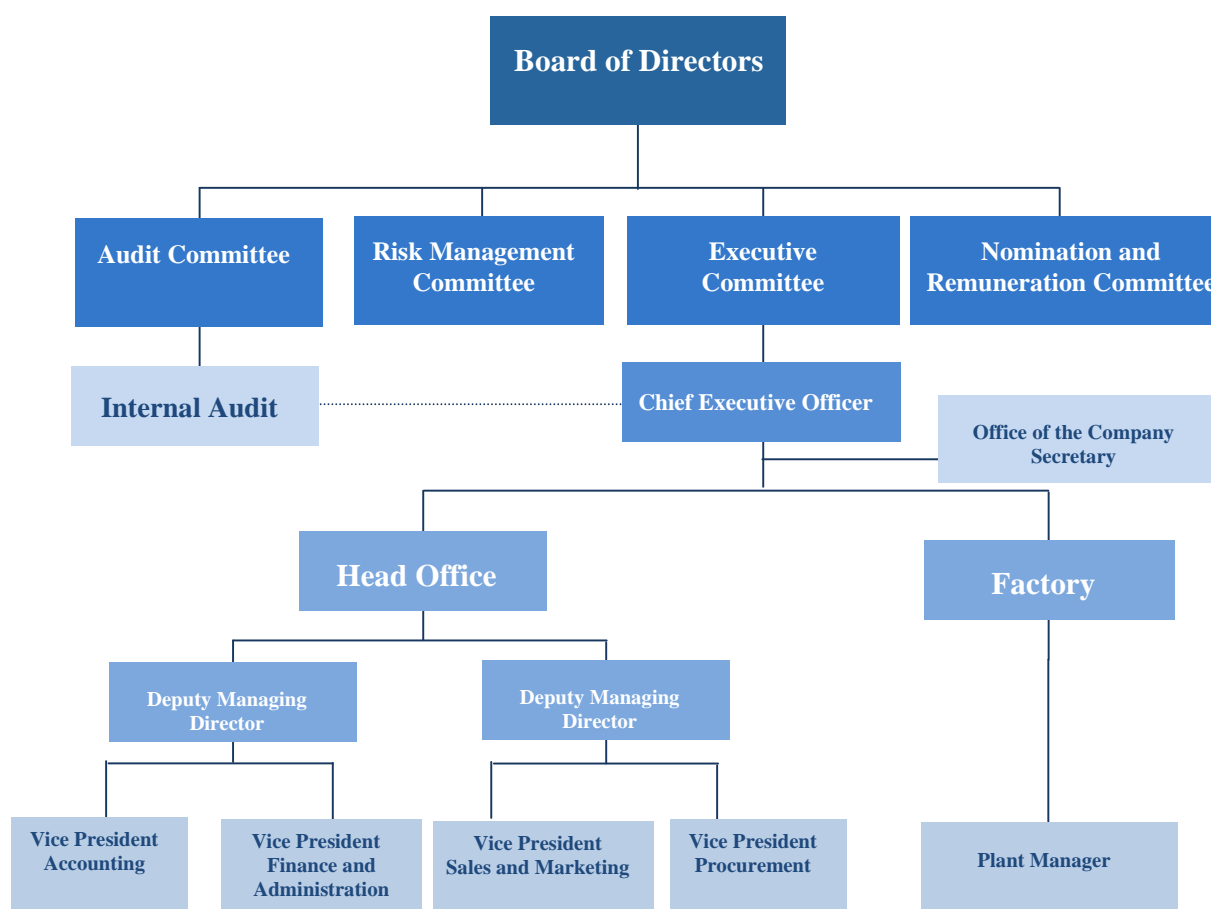 Board of Directors
Audit Committee
Risk Management
Committee
Executive
Committee
Nomination and
Remuneration Committee
Internal Audit
Chief Executive Officer
Office of the Company
Secretary
Head Office
Factory
Deputy Managing
Director
Deputy Managing
Director
Vice President
Accounting
Vice President
Finance and
Administration
Vice President
Sales and Marketing
Vice President
Procurement
Plant Manager